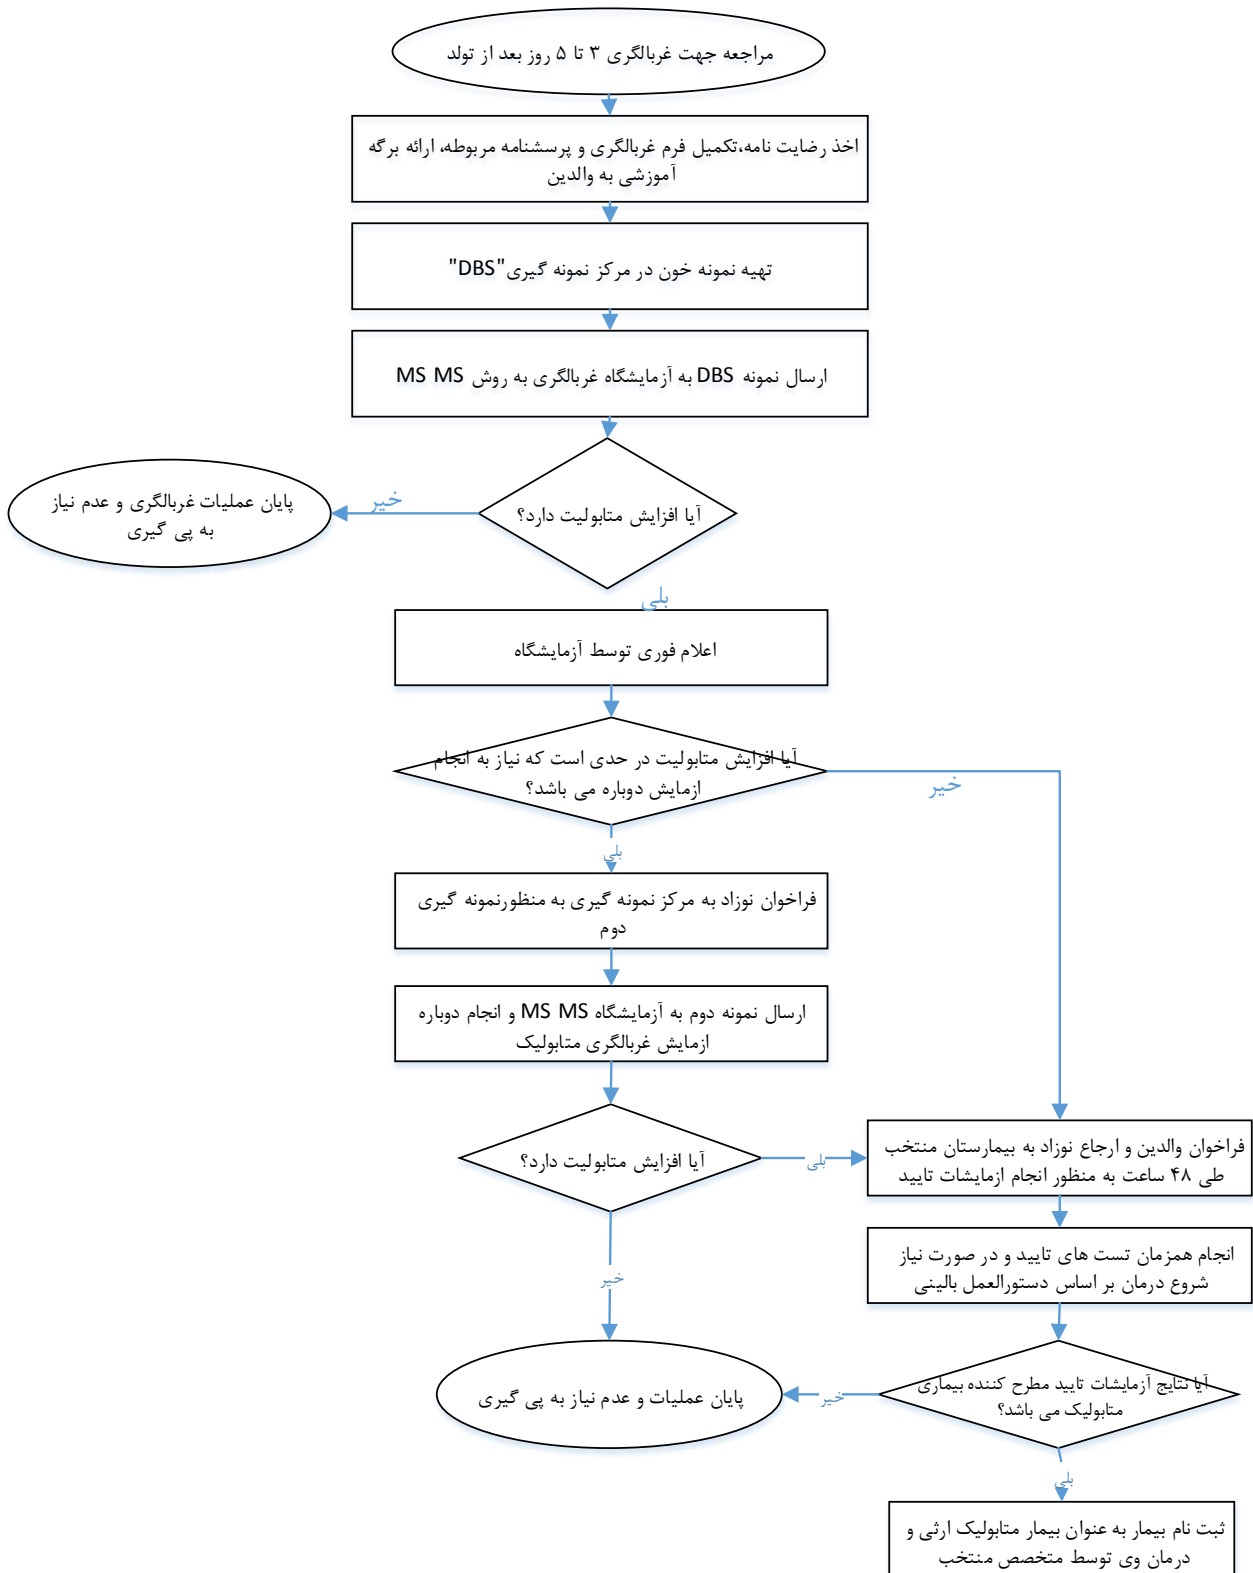 مراجعه جهت غربالگری ۳ تا ۵ روز بعد از تولد
اخذ رضایت نامه،تکمیل فرم غربالگری و پرسشنامه مربوطه، ارائه برگه
آموزشی به والدین
تهیه نمونه خون در مرکز نمونه گیری"DBS"
ارسال نمونه DBS به آزمایشگاه غربالگری به روش MS MS
آیا افزایش متابولیت دارد؟
خیر
پایان عملیات غربالگری و عدم نیاز
به پی گیری
بلی
اعلام فوری توسط آزمایشگاه
آیا افزایش متابولیت در حدی است که نیاز به انجام
ازمایش دوباره می باشد؟
خیر
بلی
فراخوان نوزاد به مرکز نمونه گیری به منظورنمونه گیری
دوم
ارسال نمونه دوم به آزمایشگاه MS MS و انجام دوباره
ازمایش غربالگری متابولیک
آیا افزایش متابولیت دارد؟
بلی
فراخوان والدین و ارجاع نوزاد به بیمارستان منتخب
طی ۴۸ ساعت به منظور انجام ازمایشات تایید
انجام همزمان تست های تایید و در صورت نیاز
شروع درمان بر اساس دستورالعمل بالینی
خیر
آیا نتایج آزمایشات تایید مطرح کننده بیماری
متابولیک می باشد؟
خیر
پایان عملیات و عدم نیاز به پی گیری
بلی
ثبت نام بیمار به عنوان بیمار متابولیک ارثی و
درمان وی توسط متخصص منتخب